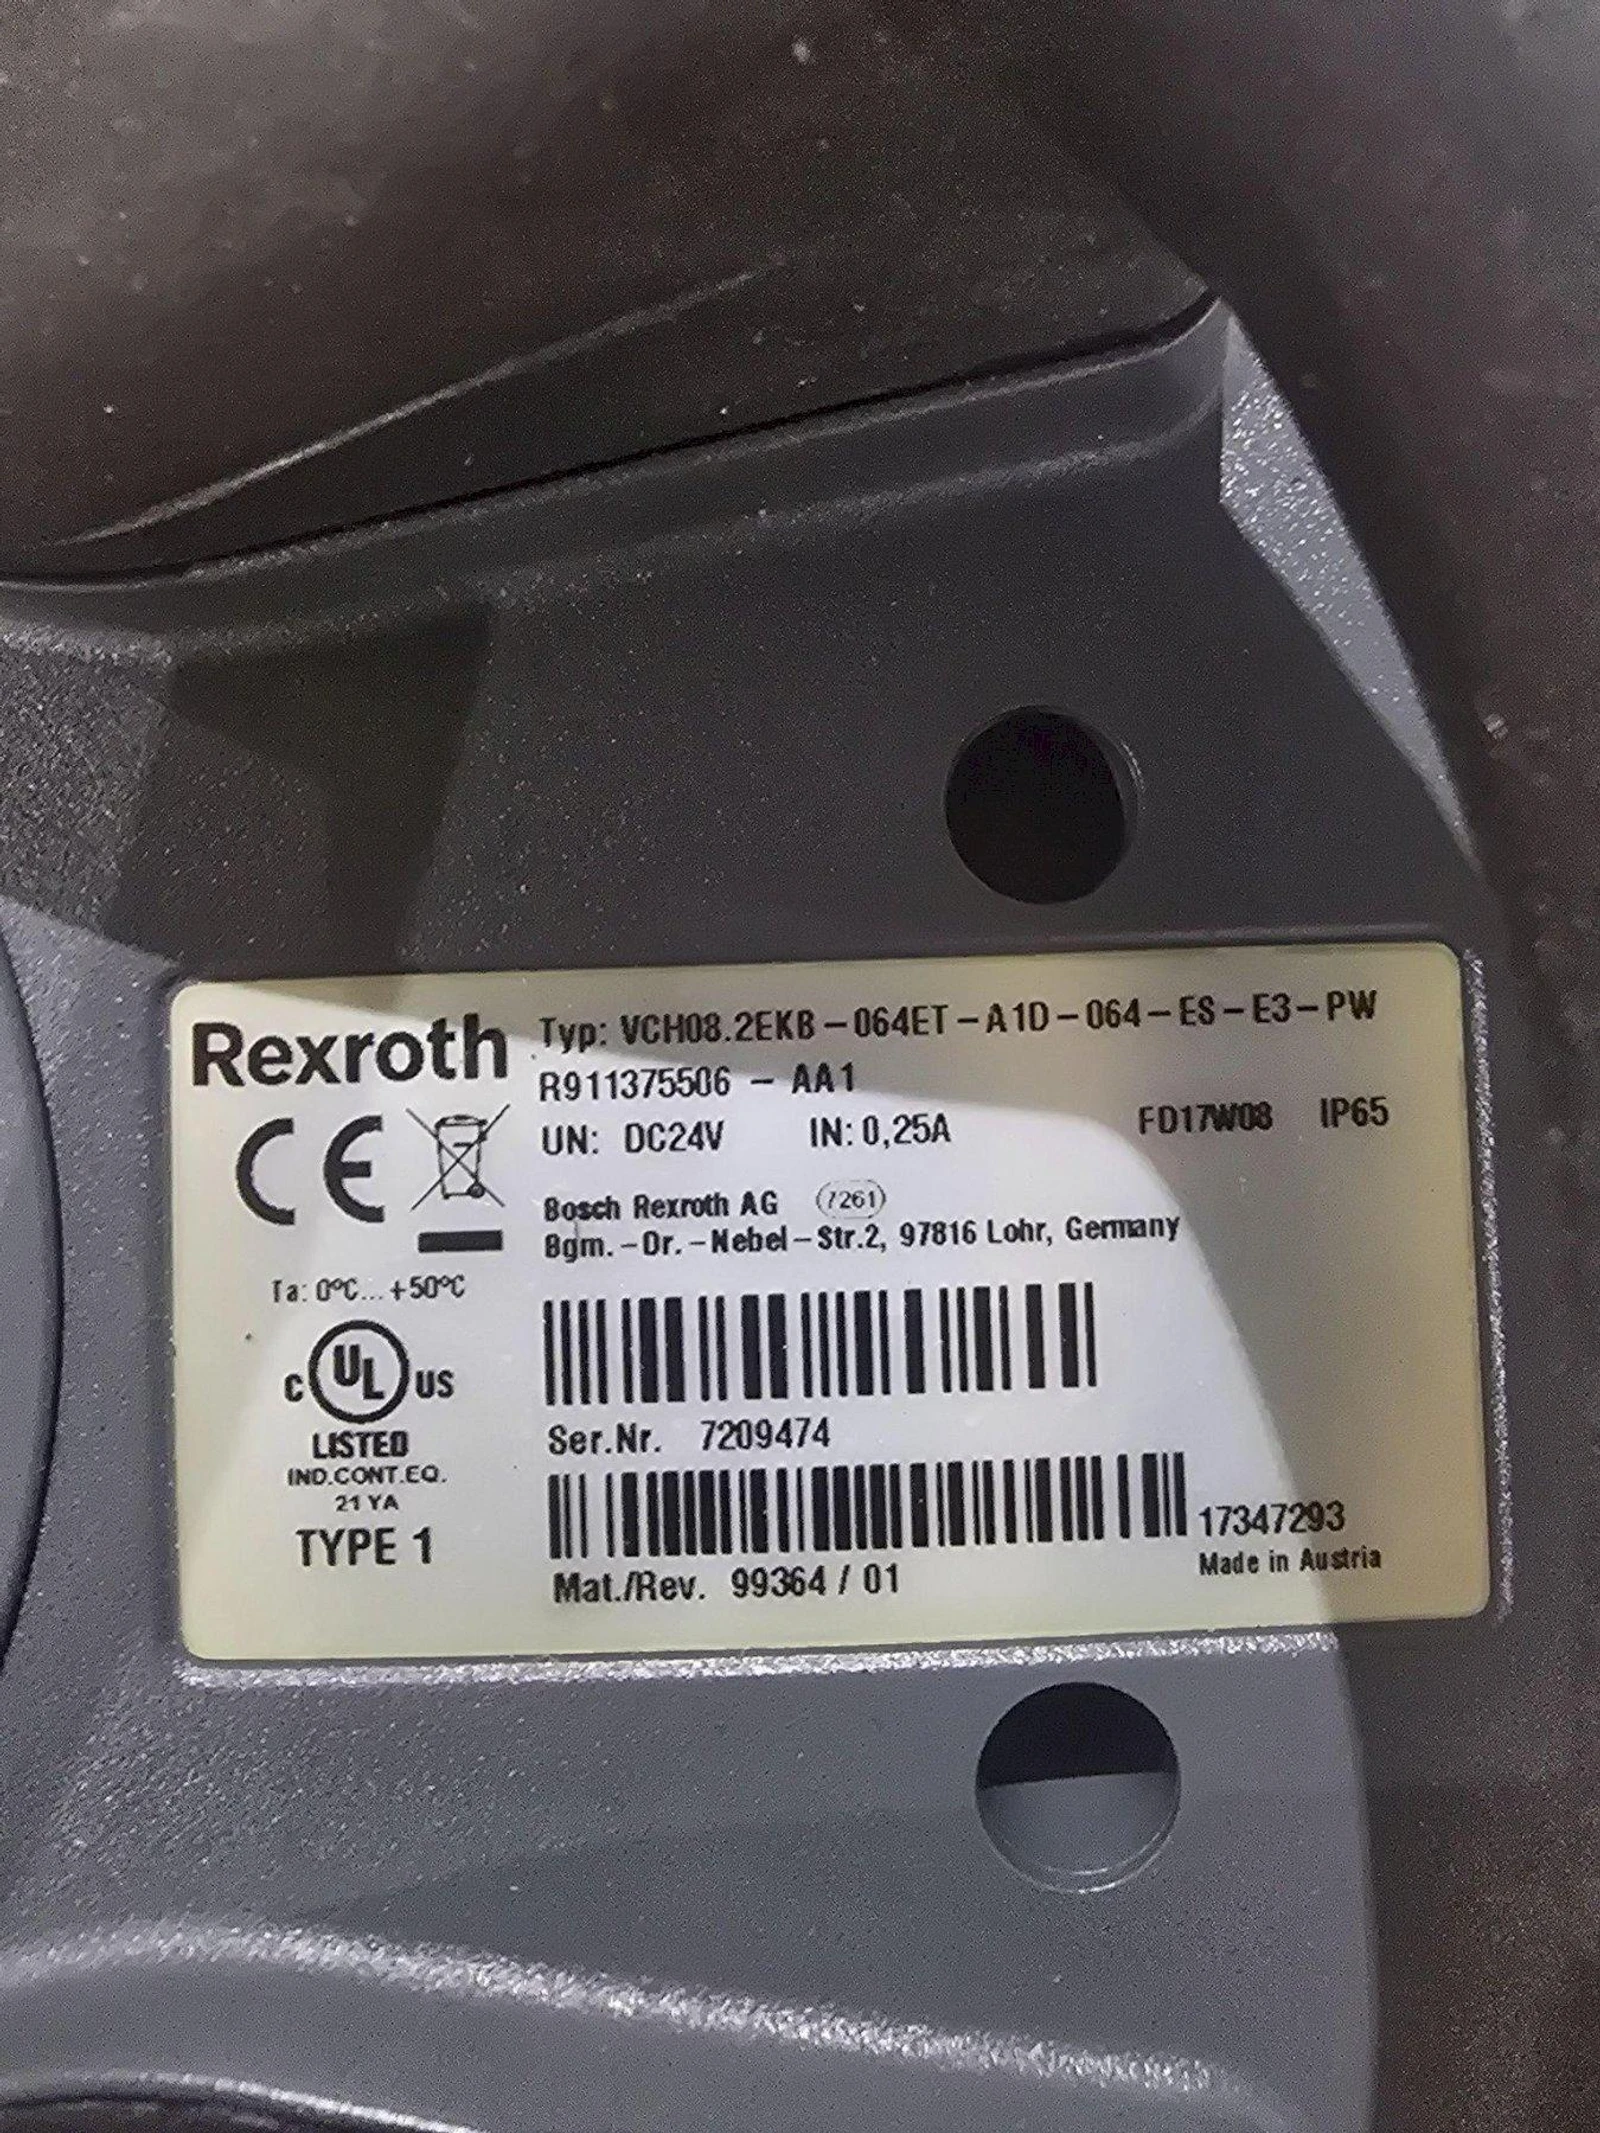 Rexroth
Typ: VCH08.2EKB-064ET-A1D-064-ES-E3-PW
R911375506 - AA1
UN: DC24V IN: 0,25A FD17W08 IP65
CE
Bosch Rexroth AG (7261)
Bgm.-Dr.-Nebel-Str.2, 97816 Lohr, Germany
Ta: 0°C...+50°C
C UL US
LISTED
IND.CONT.EQ.
21 YA
TYPE 1
Ser.Nr. 7209474
17347293
Mat./Rev. 99364 / 01
Made in Austria